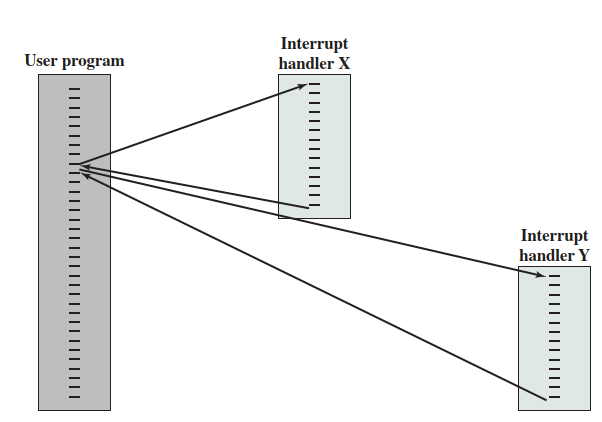 User program
Interrupt
handler X
Interrupt
handler Y